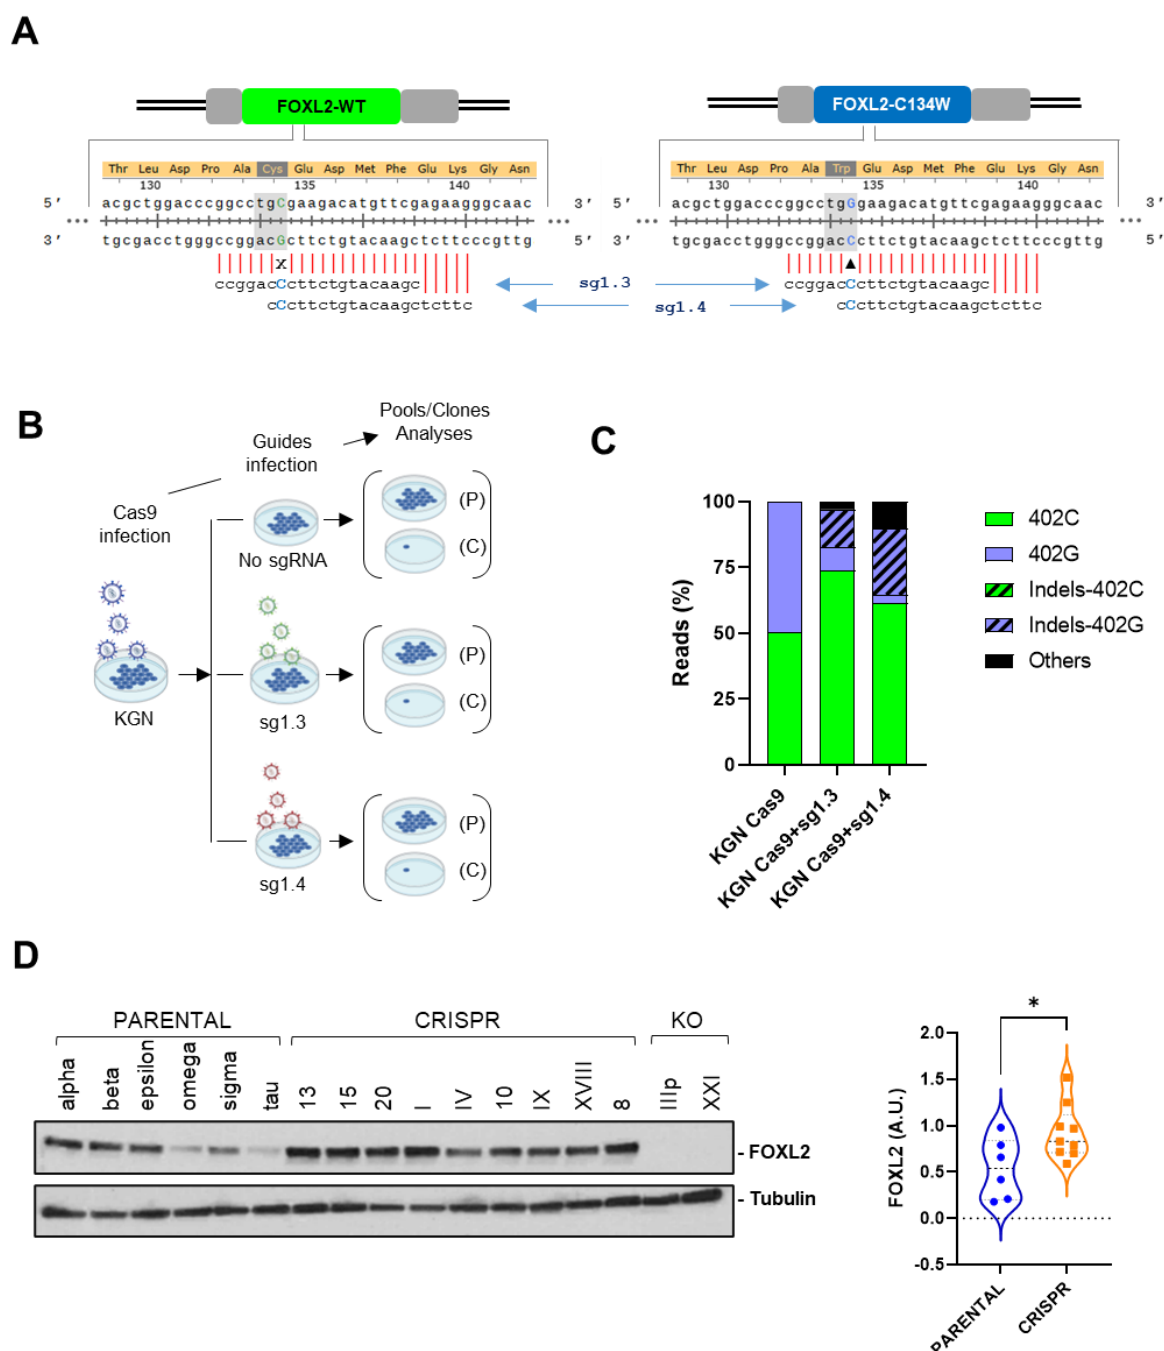 A
FOXL2-WT
FOXL2-C134W
Thr Leu Asp Pro Ala Cys Glu Asp Met Phe Glu Lys Gly Asn
Thr Leu Asp Pro Ala Trp Glu Asp Met Phe Glu Lys Gly Asn
130 135 140
130 135 140
5' acgctggacccggcctgCgaagacatgttcgagaagggcaac 3'
5' acgctggacccggcctgGgaagacatgttcgagaagggcaac 3'
3' tgcgacctgggccggacGcttctgtacaagctcttcccgttg 5'
3' tgcgacctgggccggacCcttctgtacaagctcttcccgttg 5'
X
ccggacCcttctgtacaagc sg1.3 ccggacCcttctgtacaagc
cCcttctgtacaagctcttc sg1.4 cCcttctgtacaagctcttc
B
Pools/Clones
Analyses
Guides
infection
Cas9
infection
KGN
No sgRNA
(P)
(C)
sg1.3
(P)
(C)
sg1.4
(P)
(C)
C
Reads (%)
100
75
50
25
0
KGN Cas9
KGN Cas9+sg1.3
KGN Cas9+sg1.4
402C
402G
Indels-402C
Indels-402G
Others
D
PARENTAL CRISPR KO
alpha beta epsilon omega sigma tau 13 15 20 I IV 10 IX XVIII 8 IIIp XXI
- FOXL2
- Tubulin
*
FOXL2 (A.U.)
2.0
1.5
1.0
0.5
0.0
-0.5
PARENTAL
CRISPR